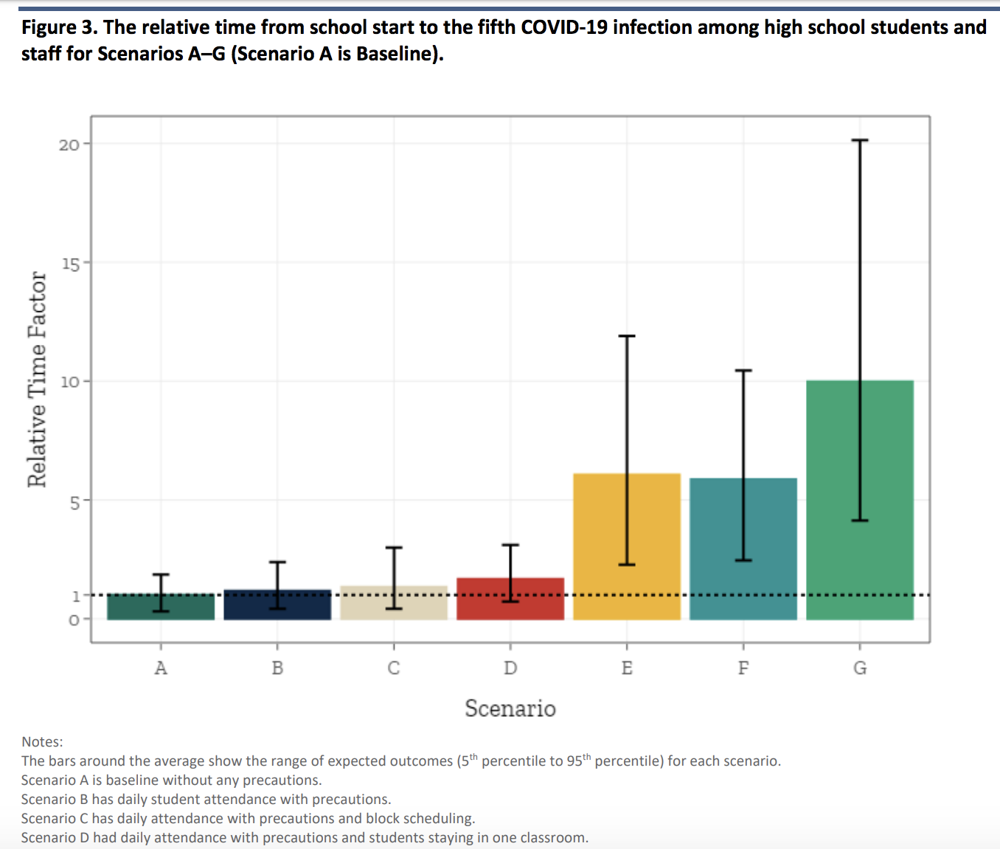 Figure 3. The relative time from school start to the fifth COVID-19 infection among high school students and
staff for Scenarios A–G (Scenario A is Baseline).
Relative Time Factor
20
15
10
5
1
0
A B C D E F G
Scenario
Notes:
The bars around the average show the range of expected outcomes (5th percentile to 95th percentile) for each scenario.
Scenario A is baseline without any precautions.
Scenario B has daily student attendance with precautions.
Scenario C has daily attendance with precautions and block scheduling.
Scenario D had daily attendance with precautions and students staying in one classroom.